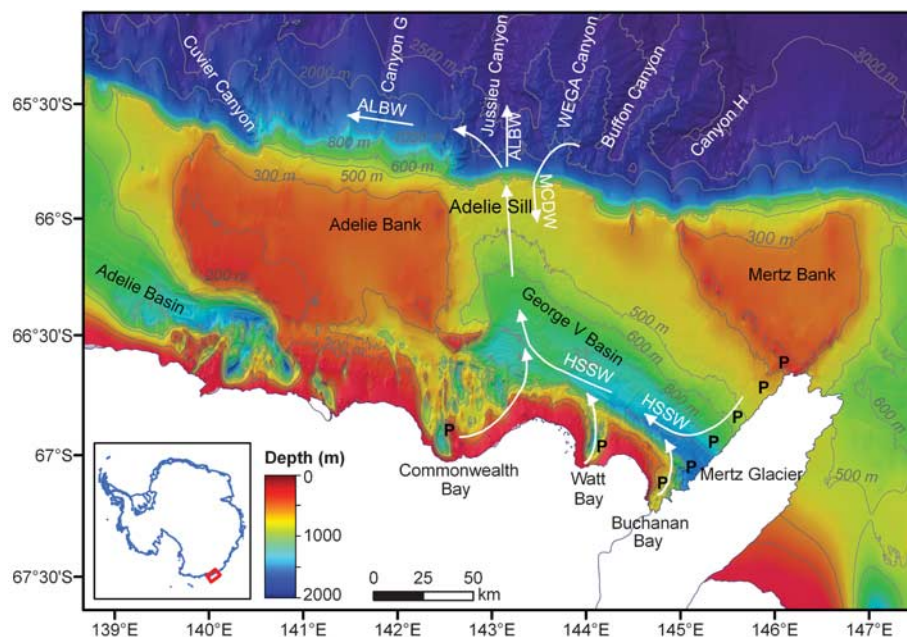 Cuvier Canyon
Canyon G
2500 m
Jussieu Canyon
WEGA Canyon
Buffon Canyon
Canyon H
3000 m
2000 m
65°30'S
ALBW
ALBW
800 m
600 m
300 m
500 m
MCDW
66°S
Adelie Bank
Adelie Sill
300 m
Mertz Bank
Adelie Basin
George V Basin
500 m
600 m
800 m
66°30'S
HSSW
HSSW
600 m
500 m
P
P
P
P
P
P
P
P
67°S
Commonwealth
Bay
Watt
Bay
Mertz Glacier
Buchanan
Bay
67°30'S
Depth (m)
0
1000
2000
0 25 50
km
139°E 140°E 141°E 142°E 143°E 144°E 145°E 146°E 147°E